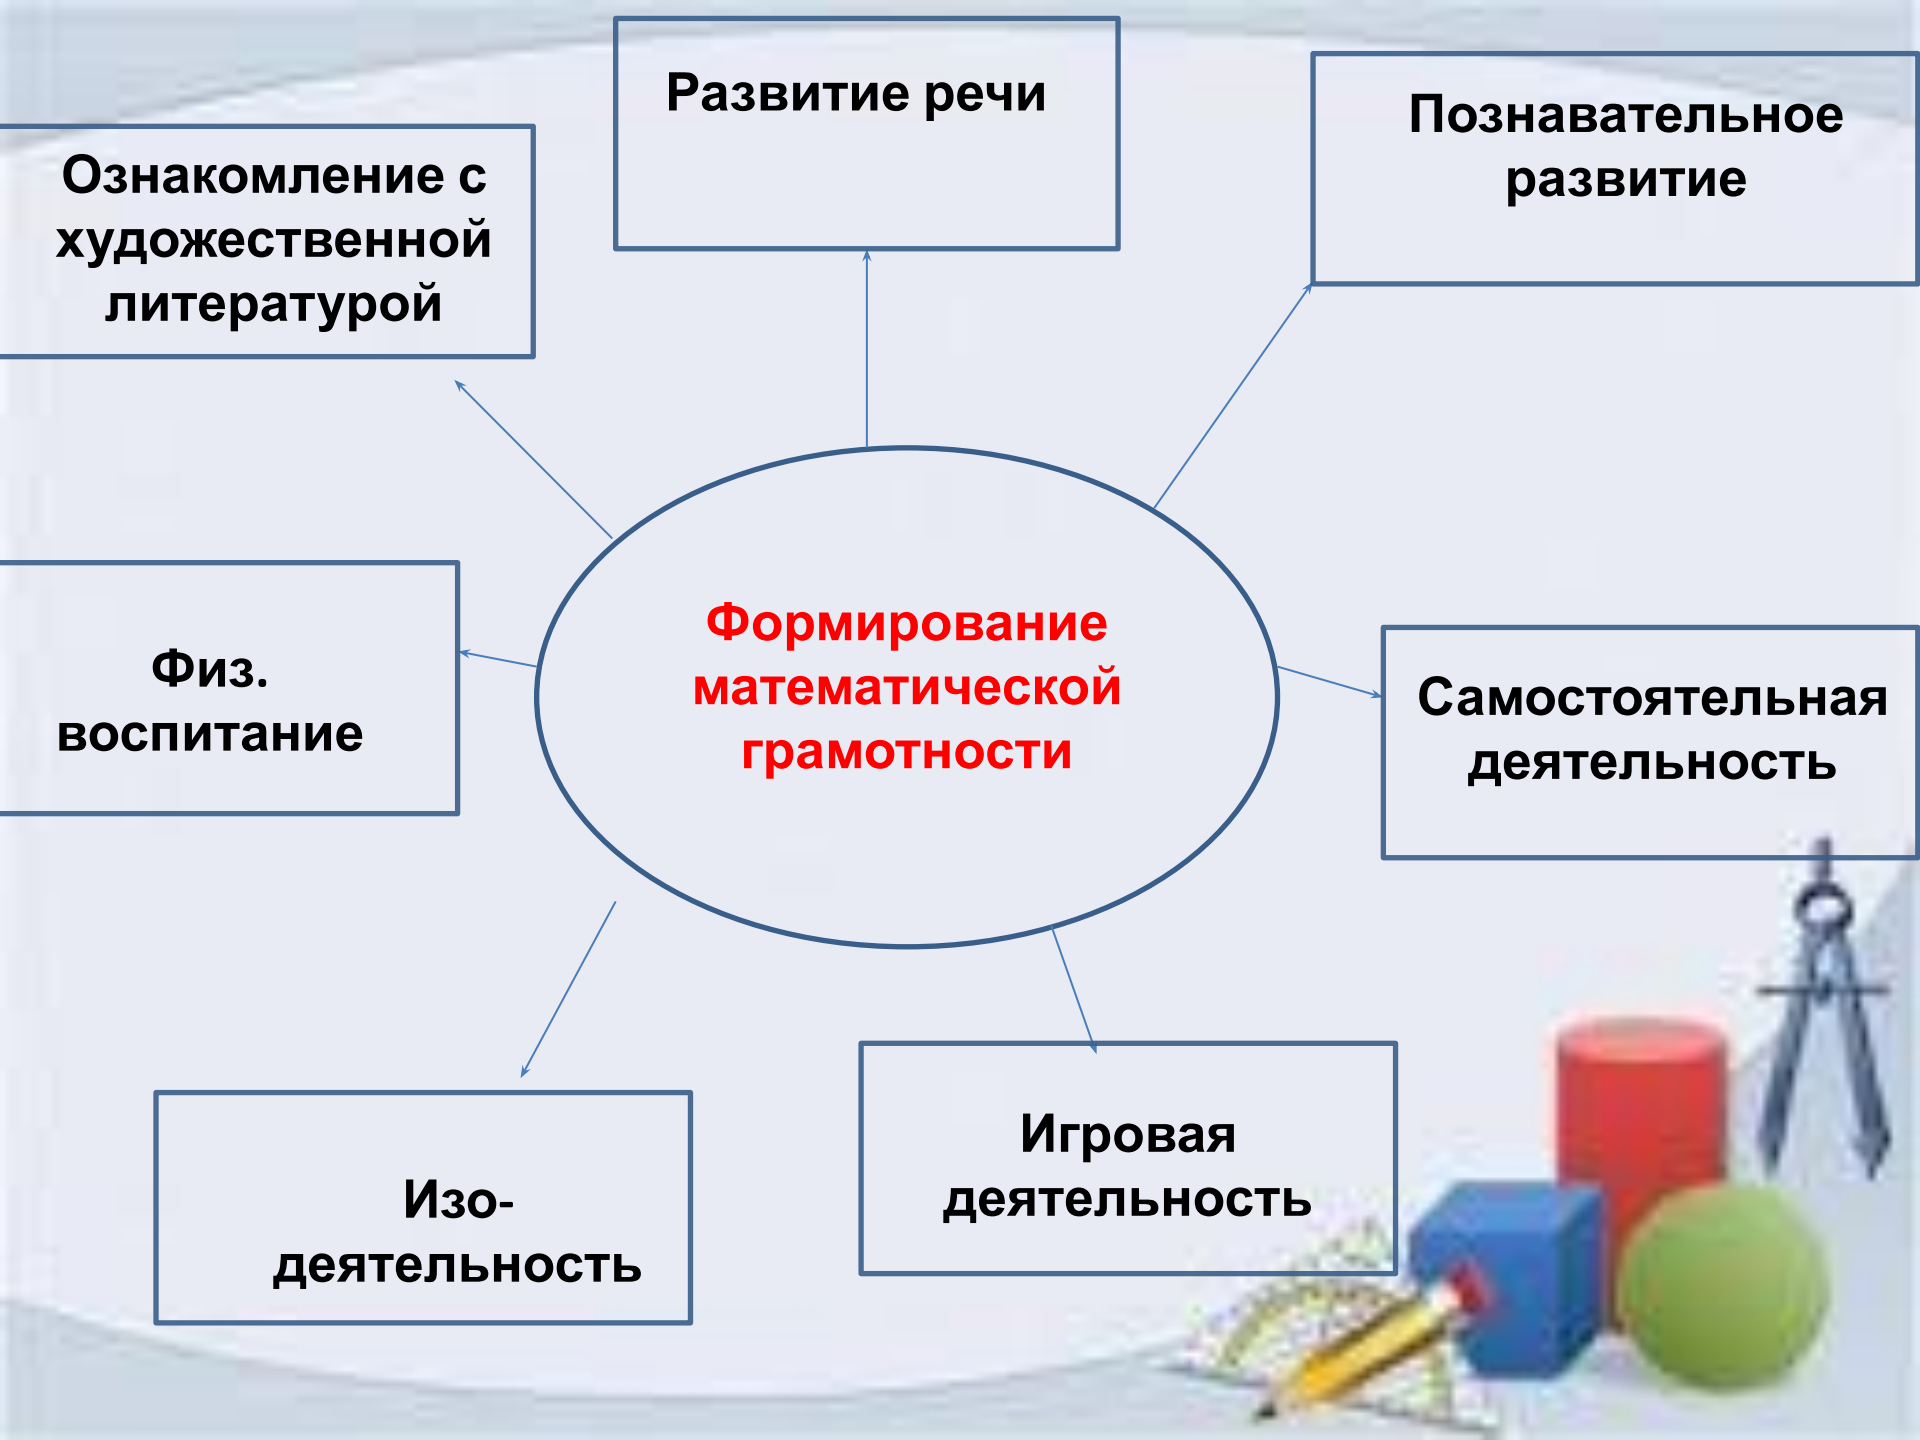 Развитие речи
Познавательное
развитие
Ознакомление с
художественной
литературой
Формирование
математической
грамотности
Физ.
воспитание
Самостоятельная
деятельность
Игровая
деятельность
Изо-
деятельность